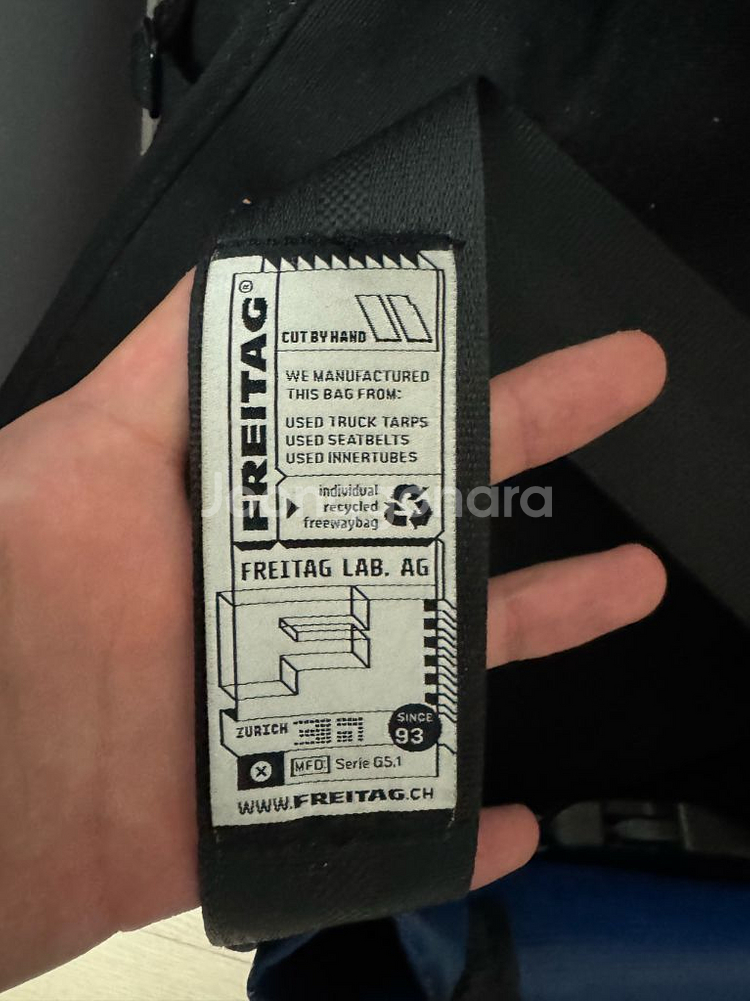 FREITAG®
CUT BY HAND
WE MANUFACTURED
THIS BAG FROM:
USED TRUCK TARPS
USED SEATBELTS
USED INNERTUBES
individual
recycled
freewaybag
Joonggonara
FREITAG LAB. AG
ZURICH
SINCE
93
MFD: Serie G5.1
WWW.FREITAG.CH